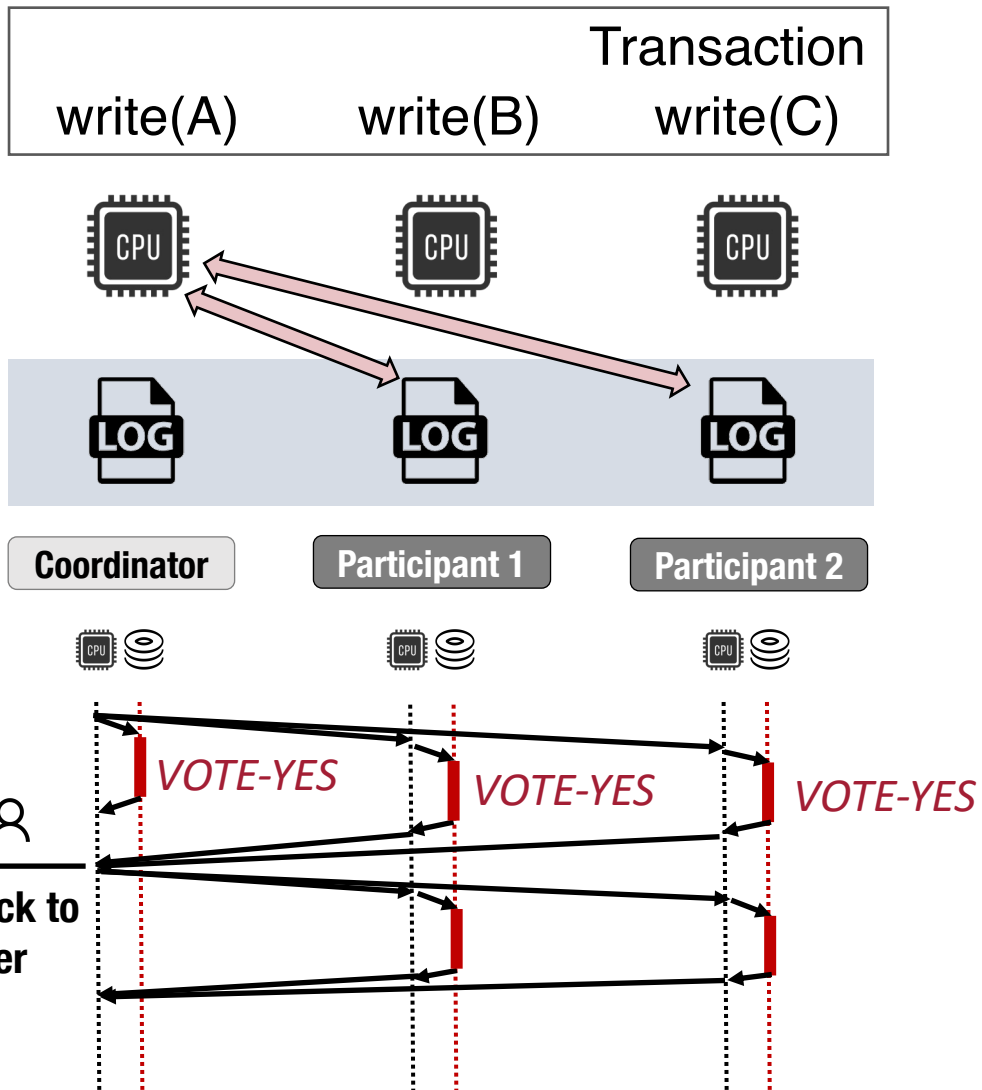 Transaction
write(A) write(B) write(C)
CPU CPU CPU
LOG LOG LOG
Coordinator Participant 1 Participant 2
CPU CPU CPU
VOTE-YES VOTE-YES VOTE-YES
to